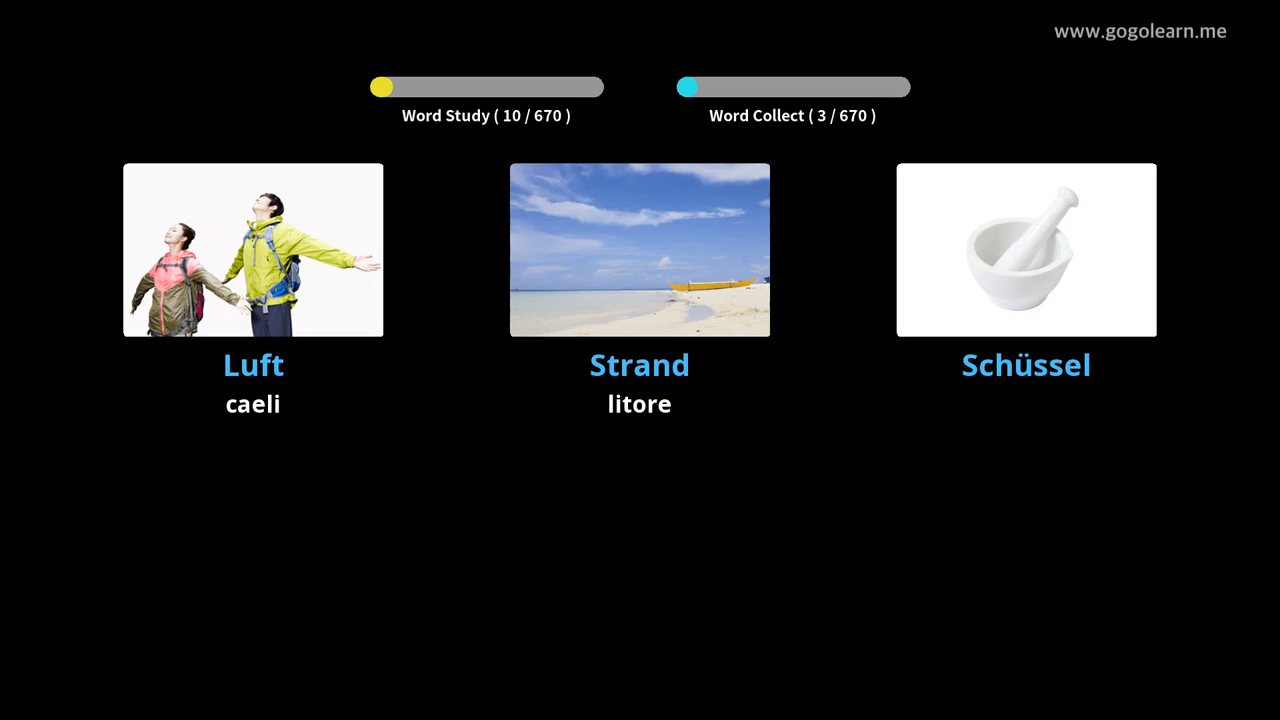 www.gogolearn.me
Word Study ( 10 / 670 )
Word Collect ( 3 / 670 )
Luft
caeli
Strand
litore
Schüssel